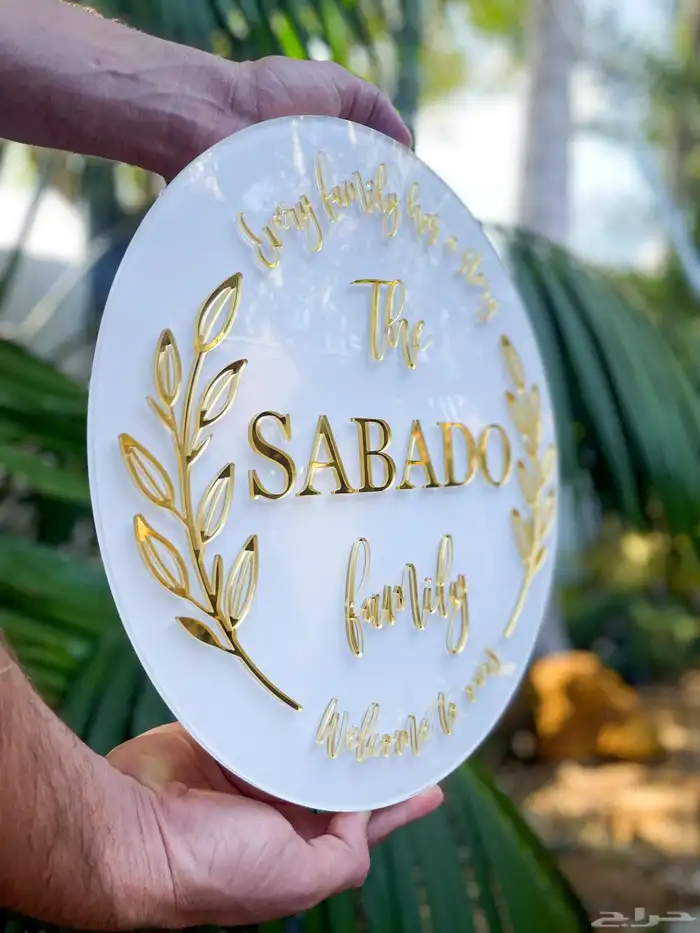 Every family has a story
The
SABADO
family
Welcome to ours
حراج